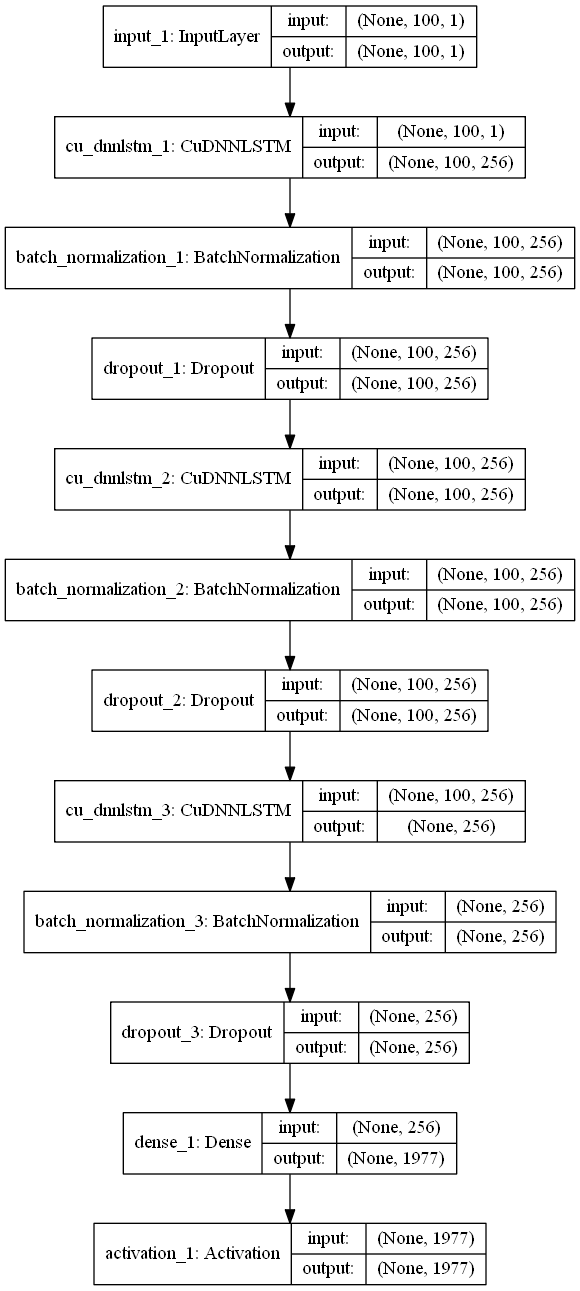 input_1: InputLayer
input: (None, 100, 1)
output: (None, 100, 1)
cu_dnnlstm_1: CuDNNLSTM
input: (None, 100, 1)
output: (None, 100, 256)
batch_normalization_1: BatchNormalization
input: (None, 100, 256)
output: (None, 100, 256)
dropout_1: Dropout
input: (None, 100, 256)
output: (None, 100, 256)
cu_dnnlstm_2: CuDNNLSTM
input: (None, 100, 256)
output: (None, 100, 256)
batch_normalization_2: BatchNormalization
input: (None, 100, 256)
output: (None, 100, 256)
dropout_2: Dropout
input: (None, 100, 256)
output: (None, 100, 256)
cu_dnnlstm_3: CuDNNLSTM
input: (None, 100, 256)
output: (None, 256)
batch_normalization_3: BatchNormalization
input: (None, 256)
output: (None, 256)
dropout_3: Dropout
input: (None, 256)
output: (None, 256)
dense_1: Dense
input: (None, 256)
output: (None, 1977)
activation_1: Activation
input: (None, 1977)
output: (None, 1977)